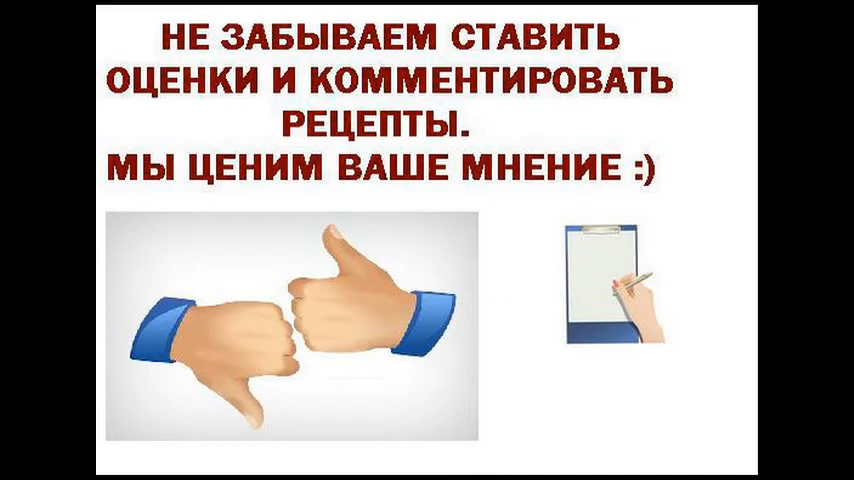 НЕ ЗАБЫВАЕМ СТАВИТЬ
ОЦЕНКИ И КОММЕНТИРОВАТЬ
РЕЦЕПТЫ.
МЫ ЦЕНИМ ВАШЕ МНЕНИЕ :)